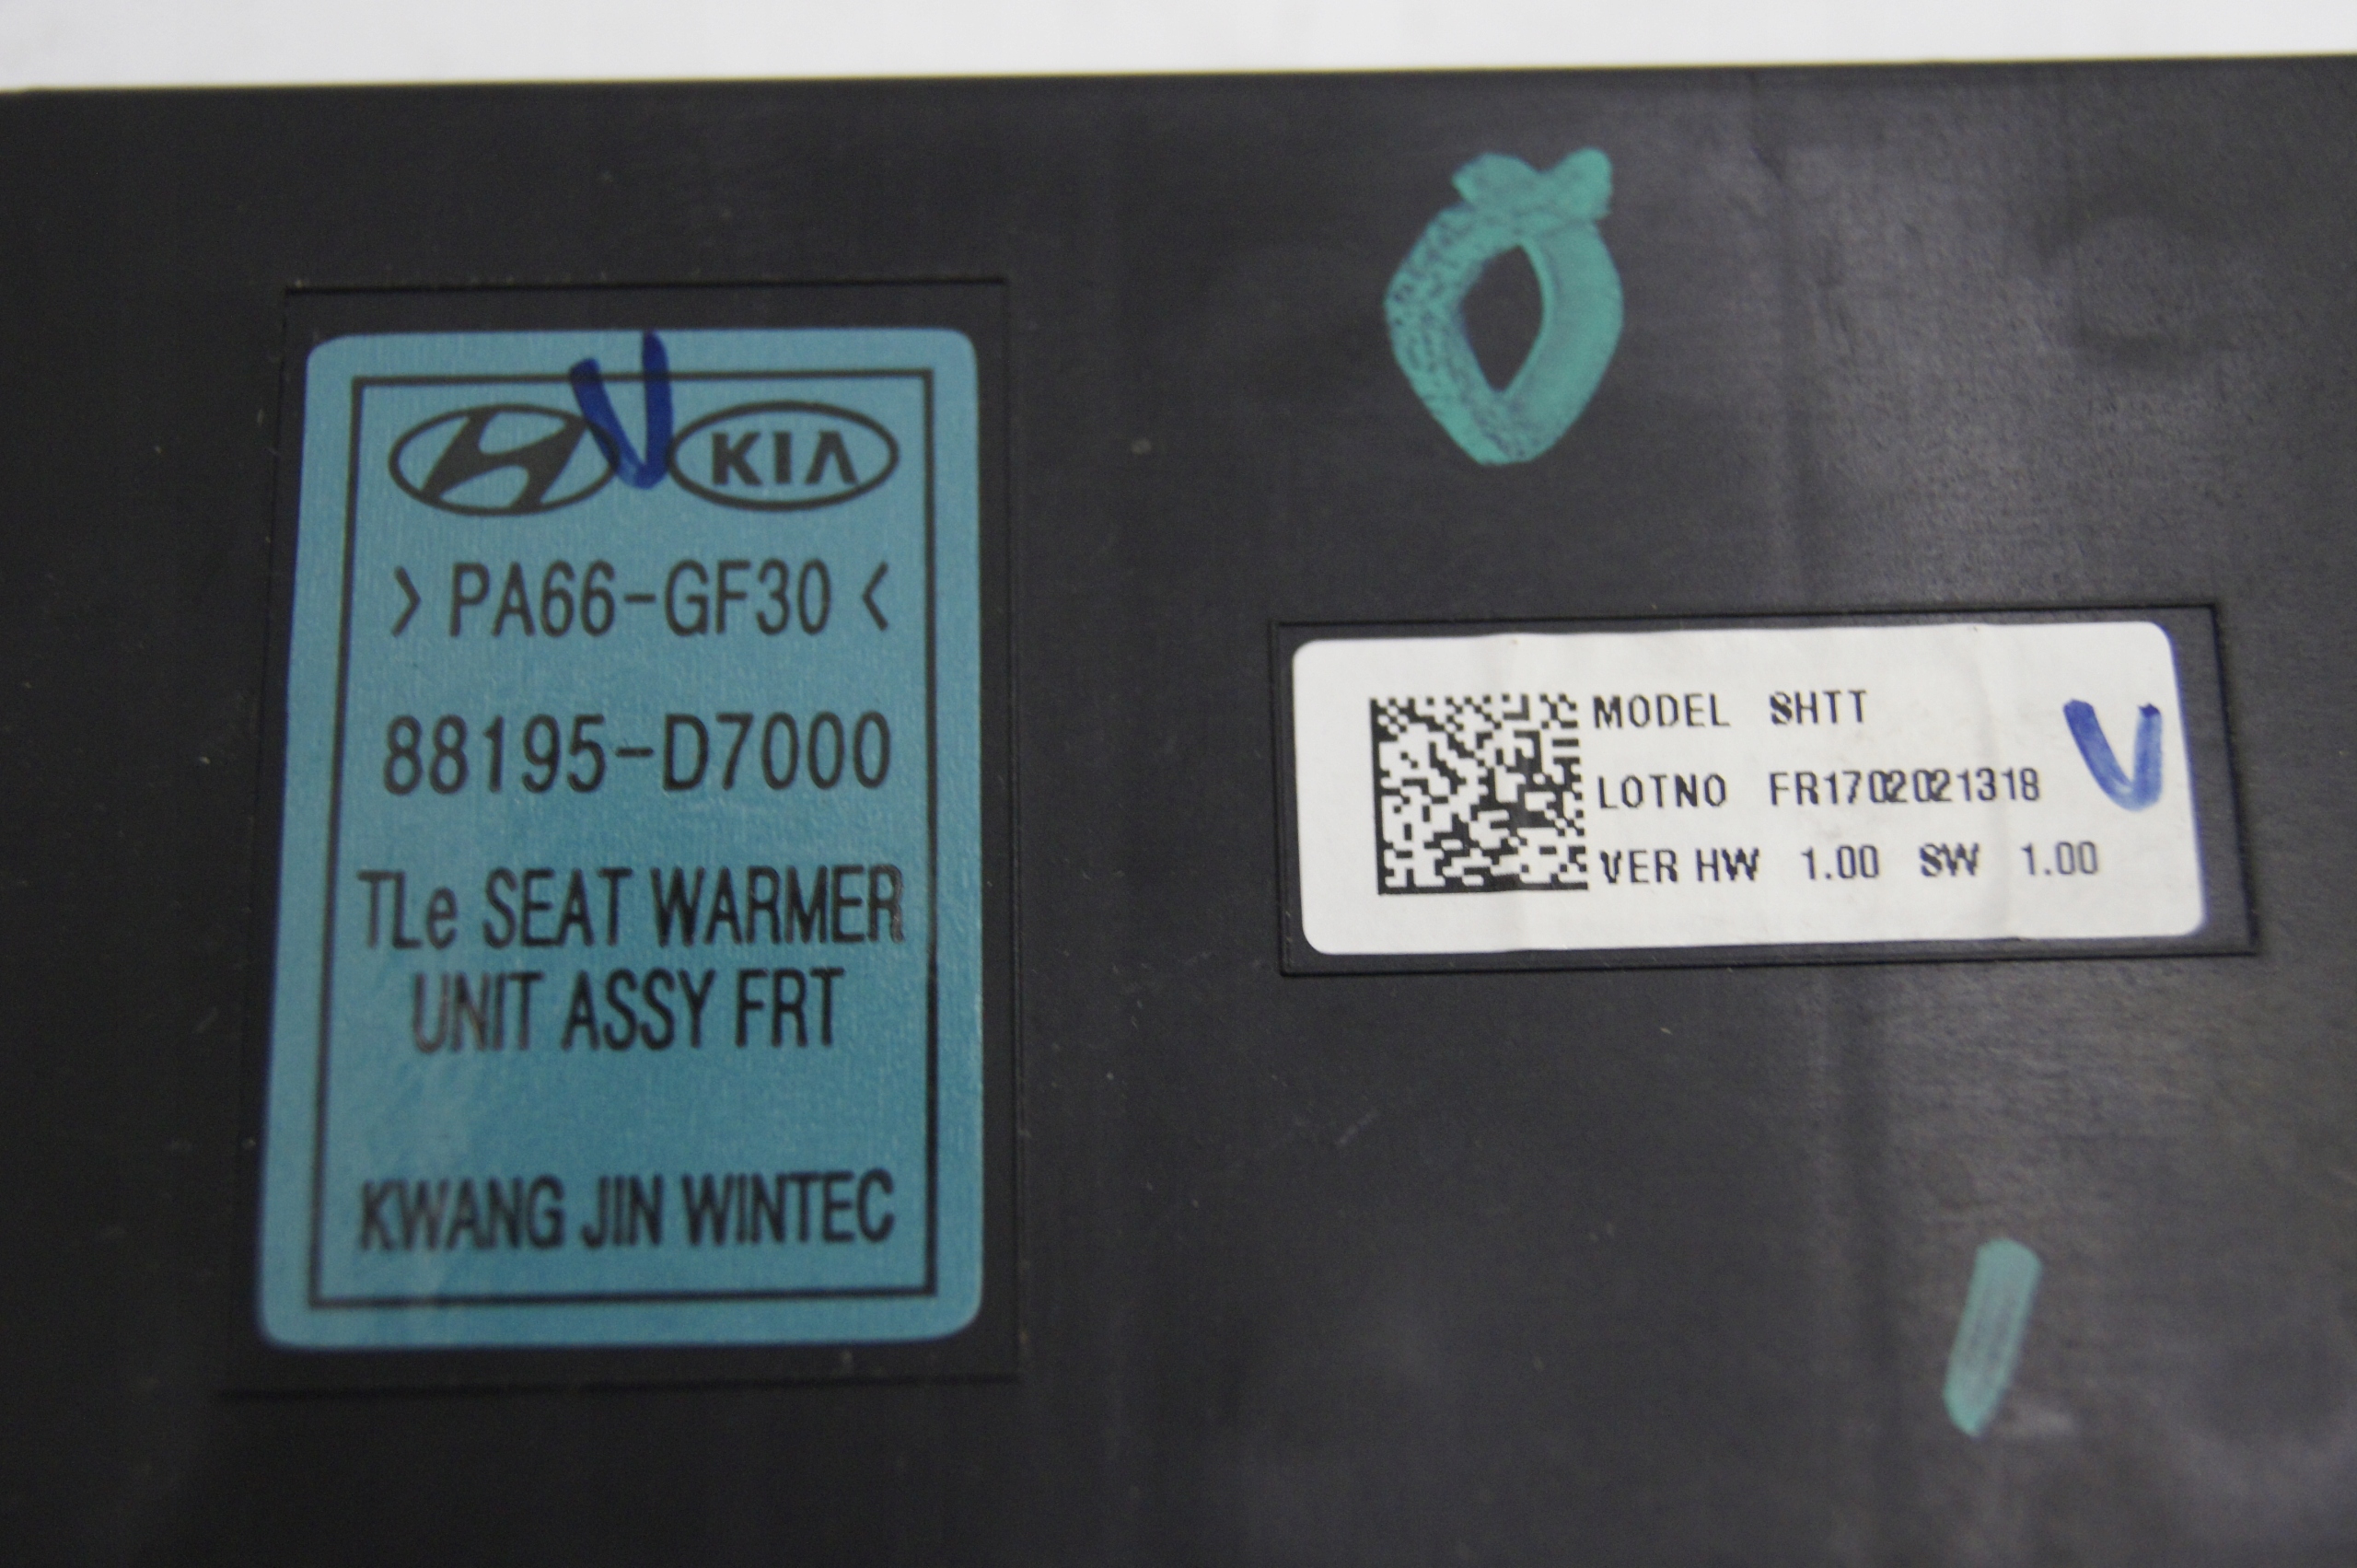 KIA
>PA66-GF30<
88195-D7000
TLe SEAT WARMER
UNIT ASSY FRT
KWANG JIN WINTEC
MODEL SHTT
LOTNO FR1702021318
VER HW 1.00 SW 1.00